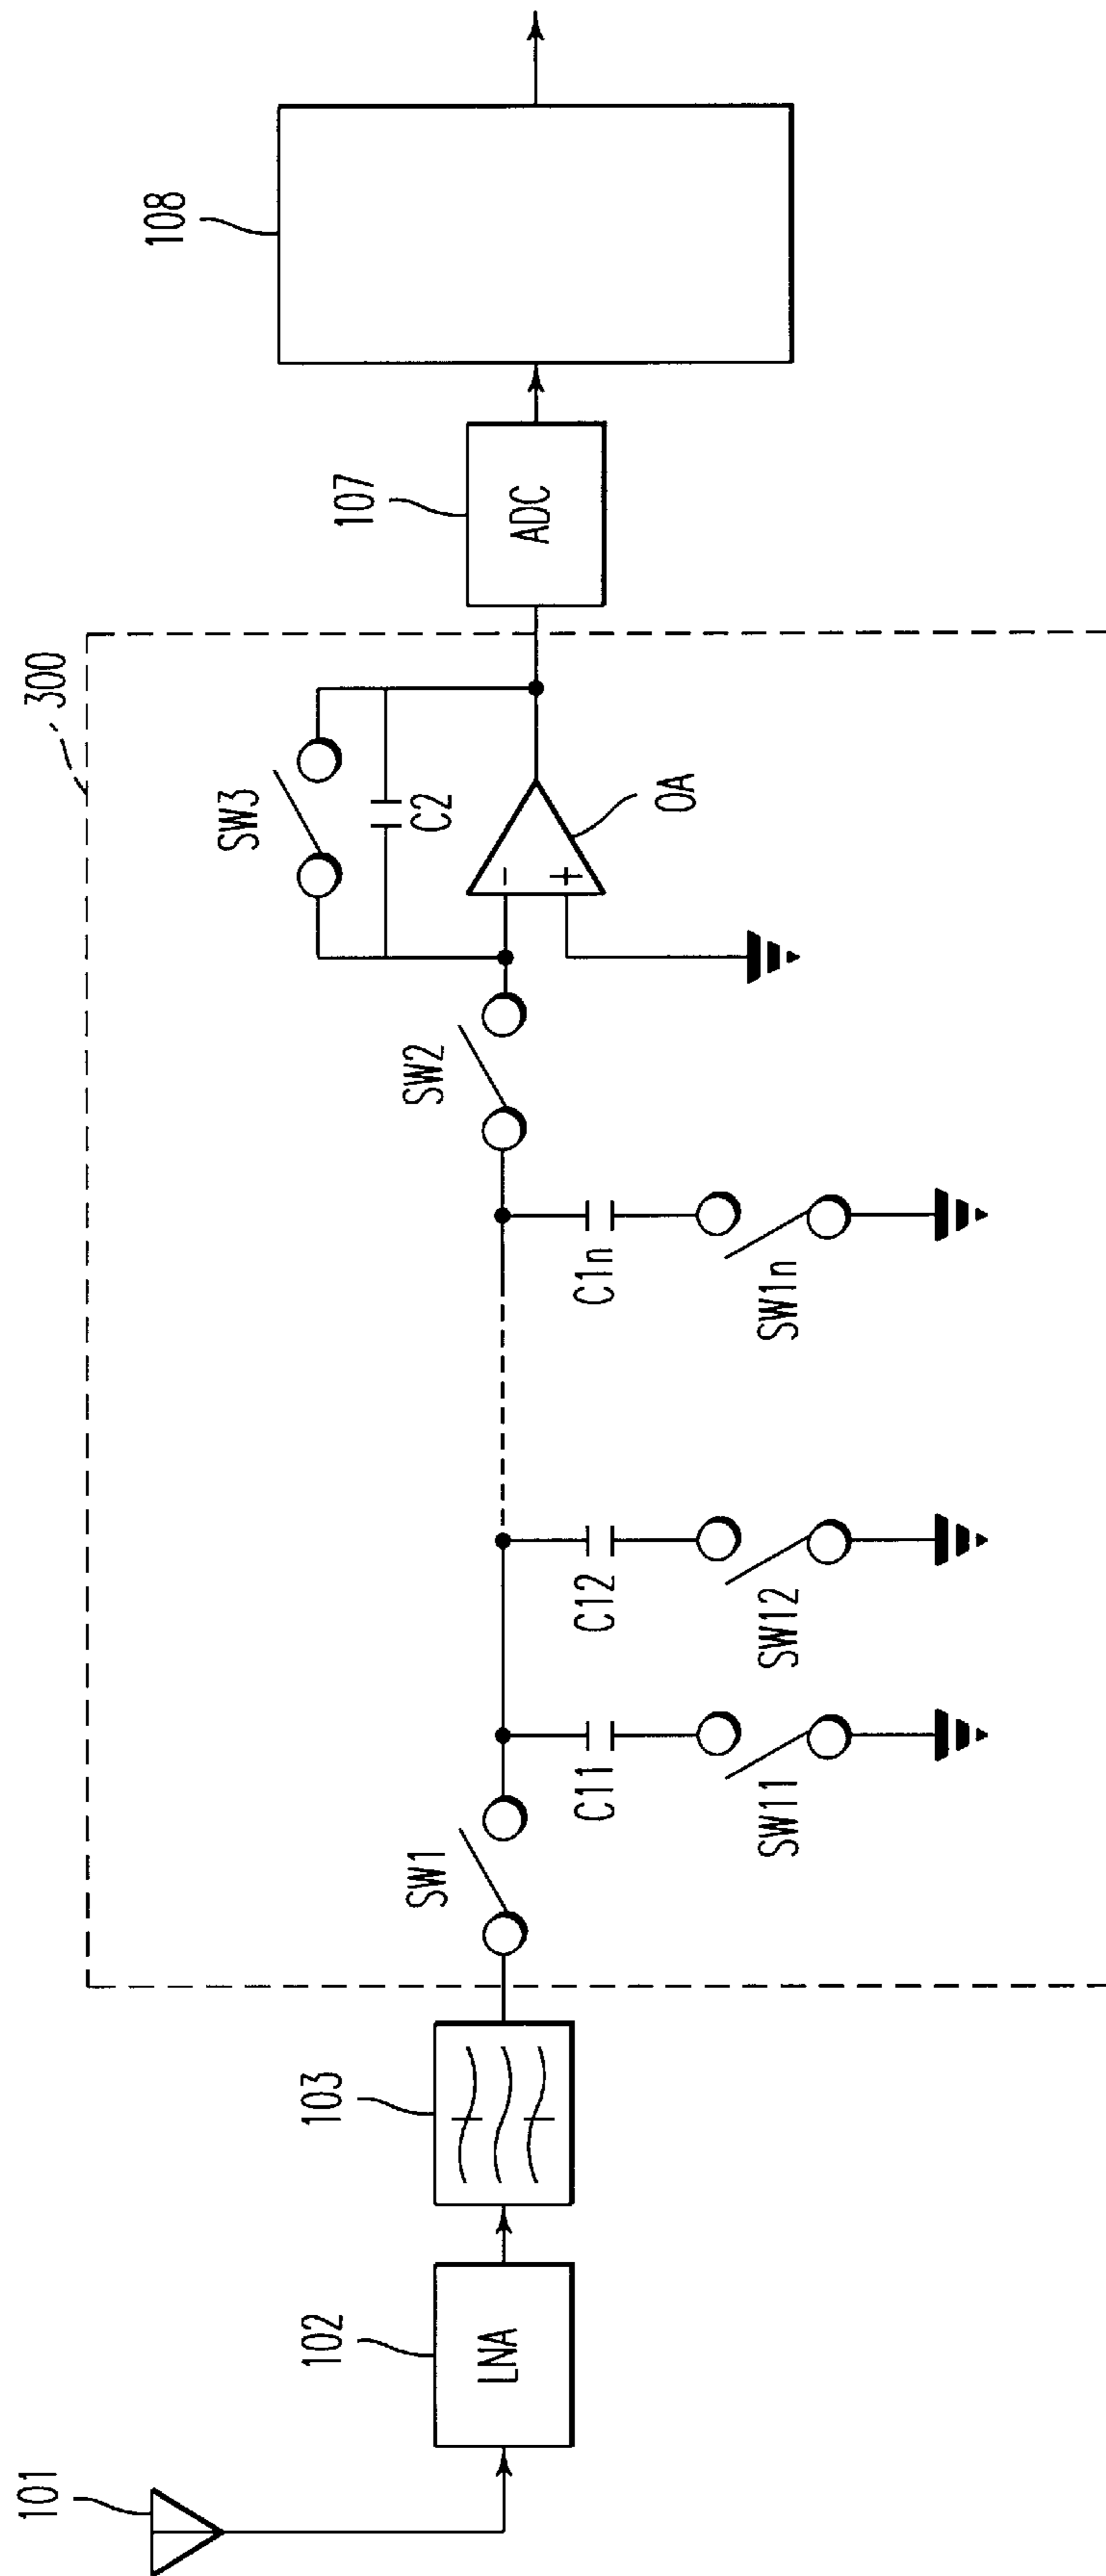 101
102
LNA
103
300
SW1
C11
SW11
C12
SW12
C1n
SW1n
SW2
SW3
C2
−
+
OA
107
ADC
108